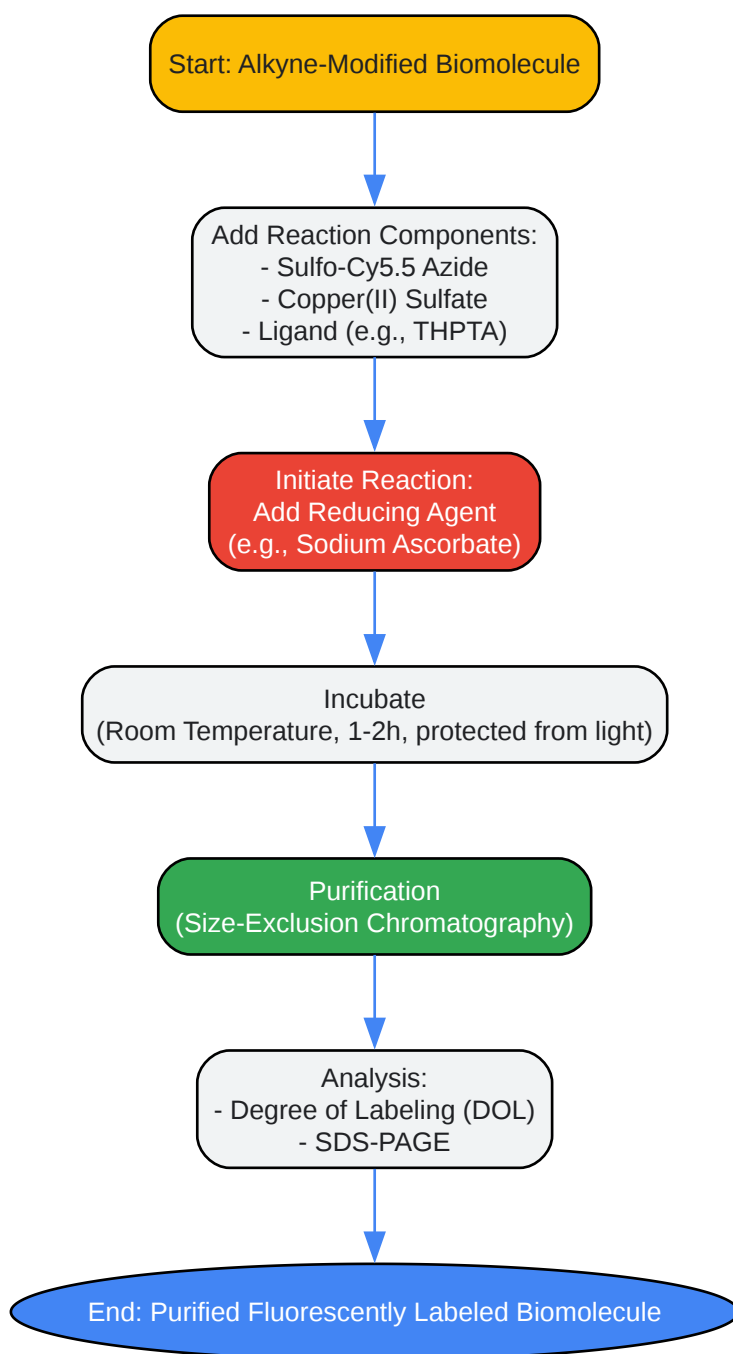 Start: Alkyne-Modified Biomolecule
Add Reaction Components:
- Sulfo-Cy5.5 Azide
- Copper(II) Sulfate
- Ligand (e.g., THPTA)
Initiate Reaction:
Add Reducing Agent
(e.g., Sodium Ascorbate)
Incubate
(Room Temperature, 1-2h, protected from light)
Purification
(Size-Exclusion Chromatography)
Analysis:
- Degree of Labeling (DOL)
- SDS-PAGE
End: Purified Fluorescently Labeled Biomolecule